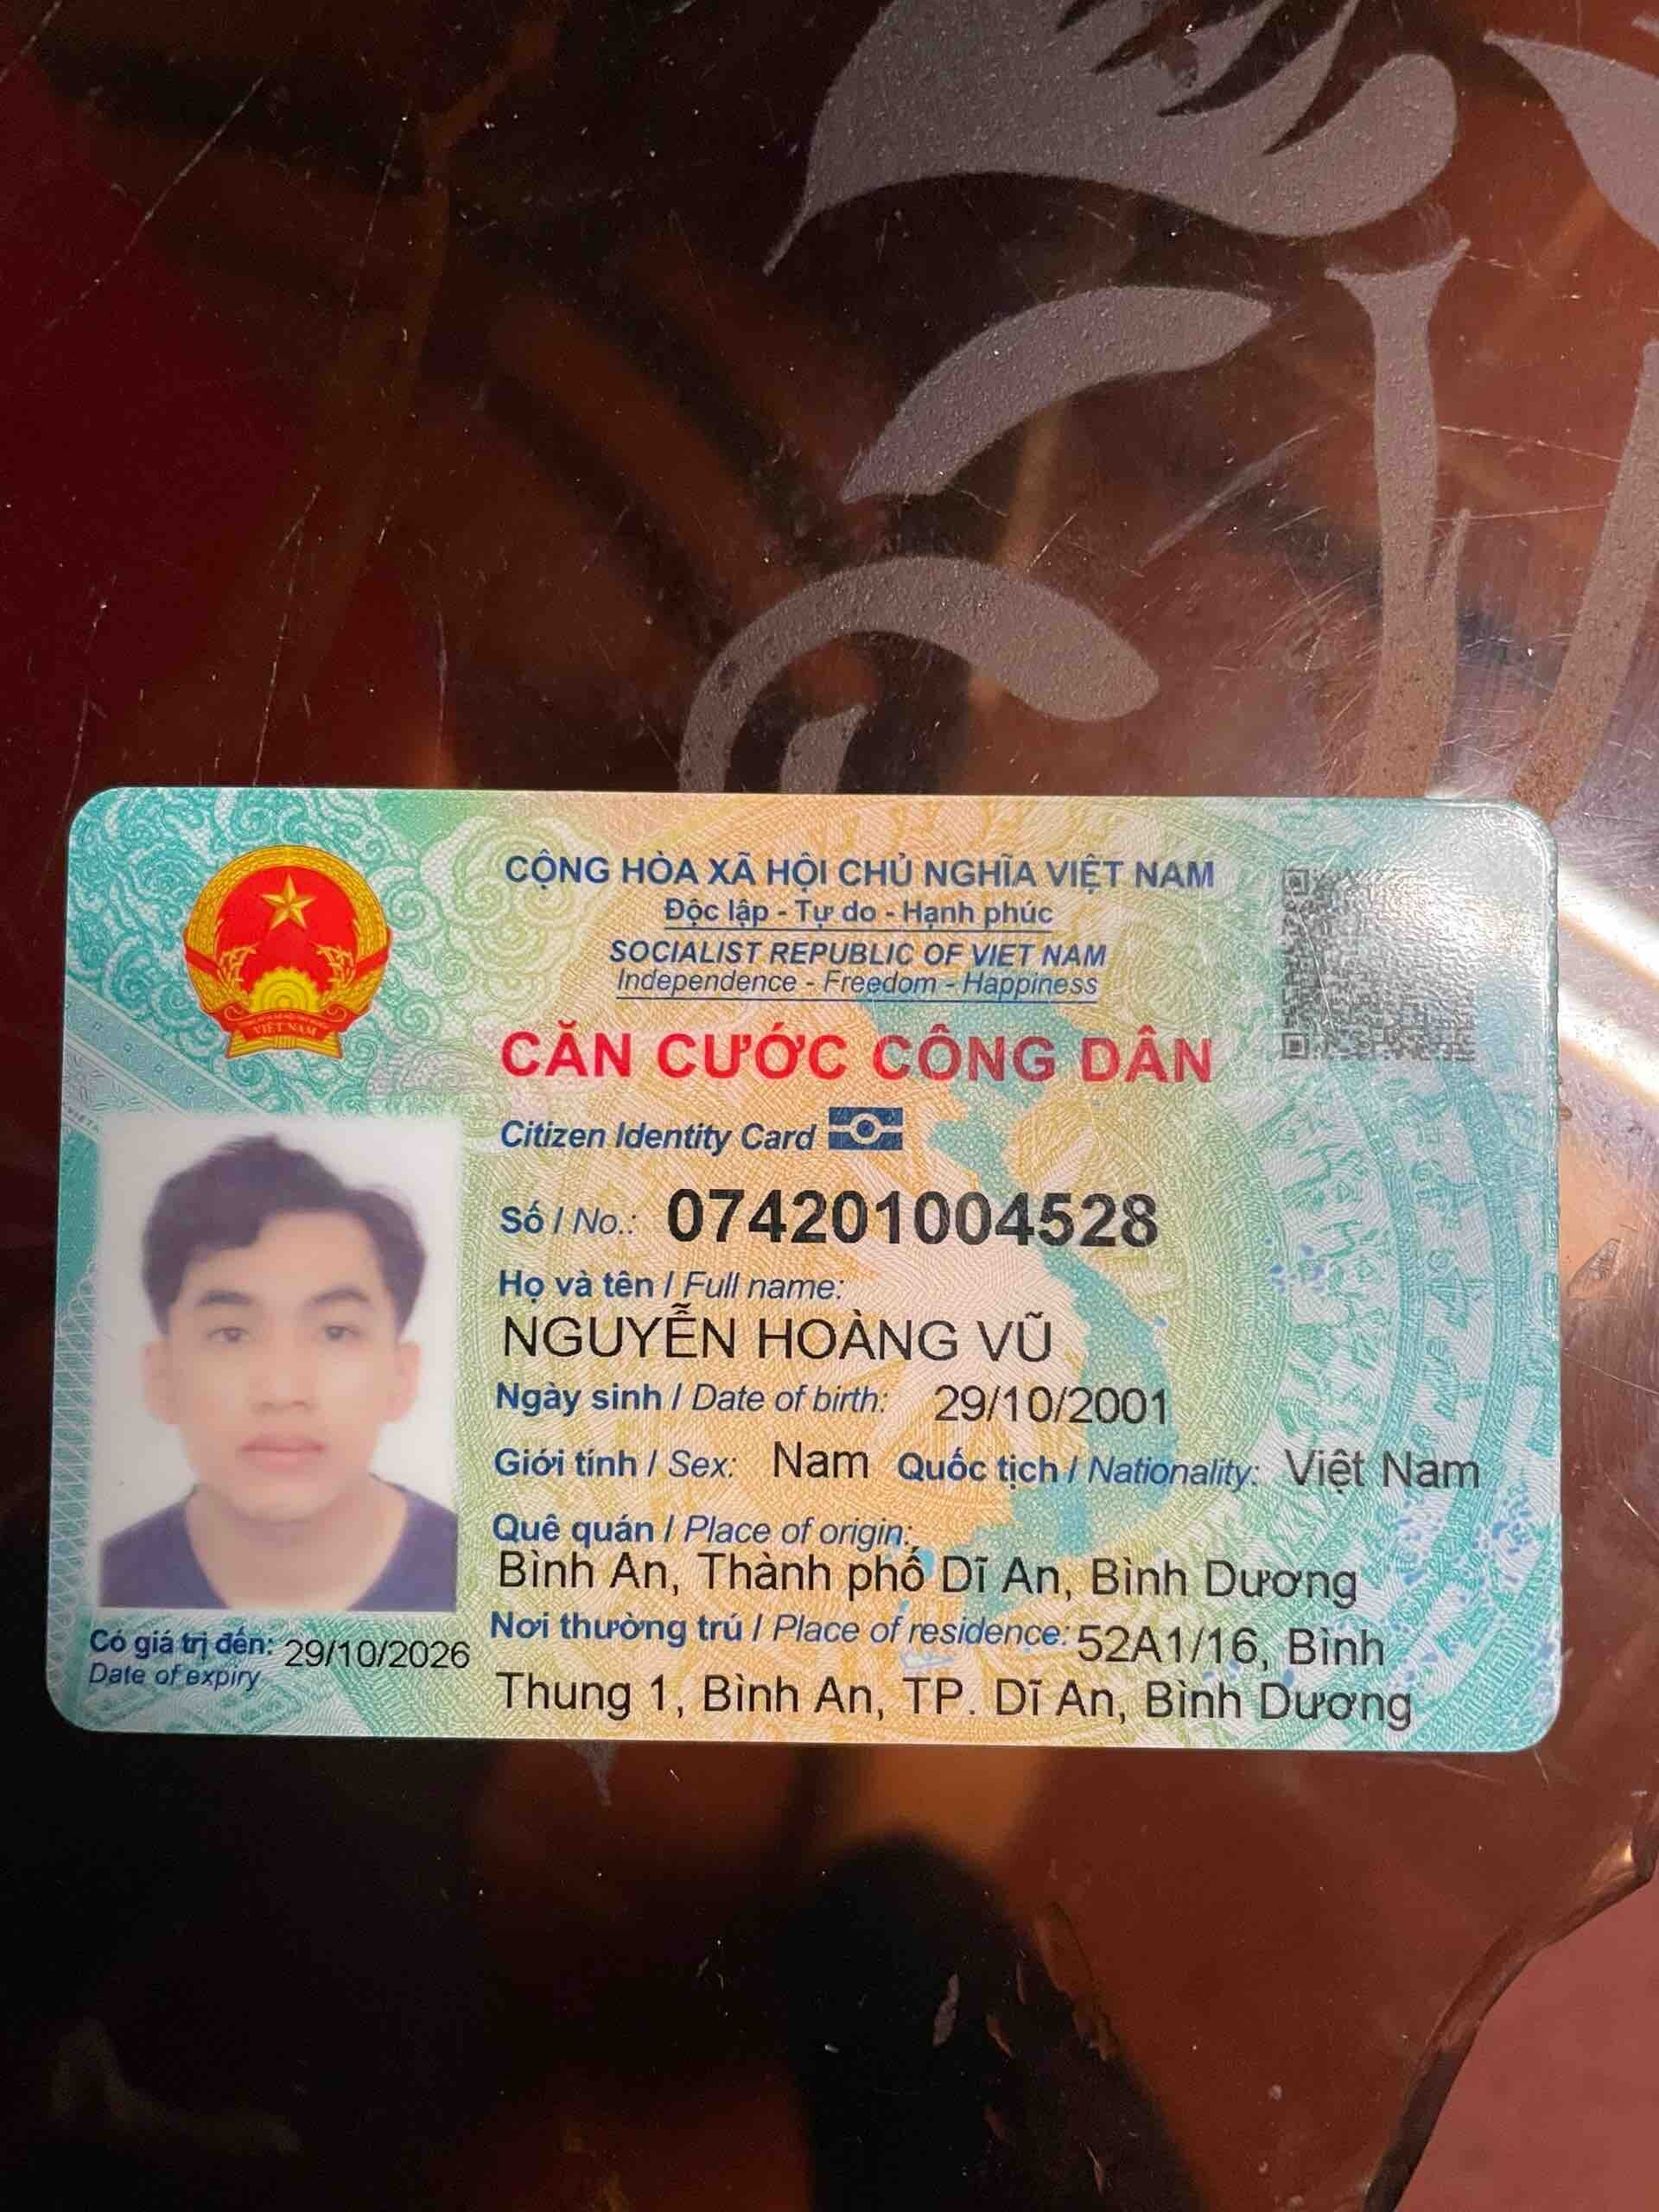 CỘNG HÒA XÃ HỘI CHỦ NGHĨA VIỆT NAM
Độc lập - Tự do - Hạnh phúc
SOCIALIST REPUBLIC OF VIET NAM
Independence - Freedom - Happiness
CĂN CƯỚC CÔNG DÂN
Citizen Identity Card
Số / No.: 074201004528
Họ và tên / Full name:
NGUYỄN HOÀNG VŨ
Ngày sinh / Date of birth: 29/10/2001
Giới tính / Sex: Nam Quốc tịch / Nationality: Việt Nam
Quê quán / Place of origin:
Bình An, Thành phố Dĩ An, Bình Dương
Nơi thường trú / Place of residence: 52A1/16, Bình
Thung 1, Bình An, TP. Dĩ An, Bình Dương
Có giá trị đến: 29/10/2026
Date of expiry
VIỆT NAM